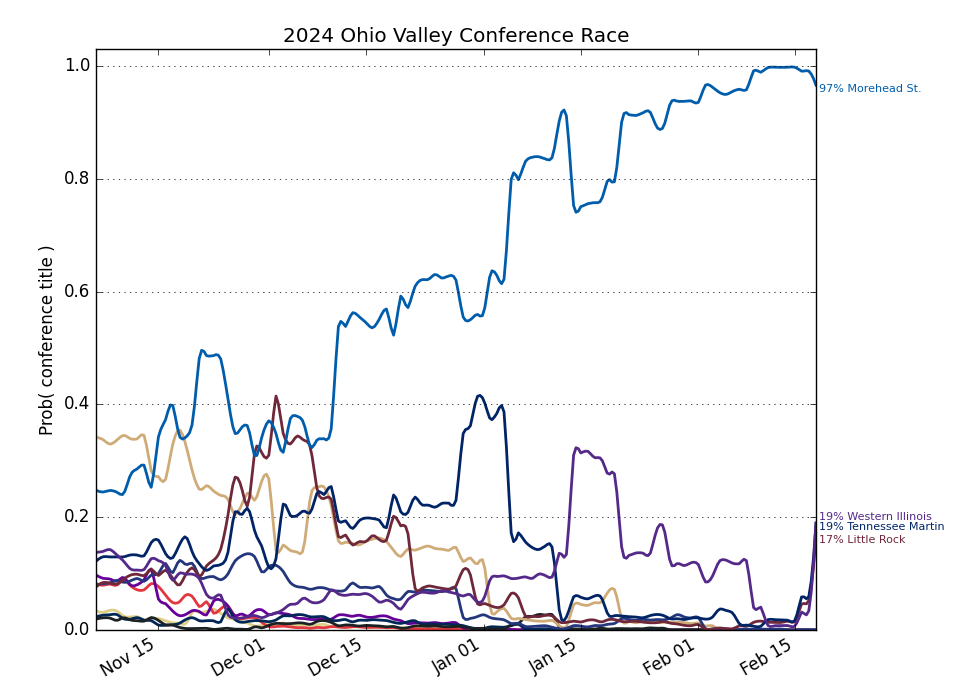 2024 Ohio Valley Conference Race
1.0
97% Morehead St.
0.8
0.6
Prob( conference title )
0.4
0.2
19% Western Illinois
19% Tennessee Martin
17% Little Rock
0.0
Nov 15
Dec 01
Dec 15
Jan 01
Jan 15
Feb 01
Feb 15